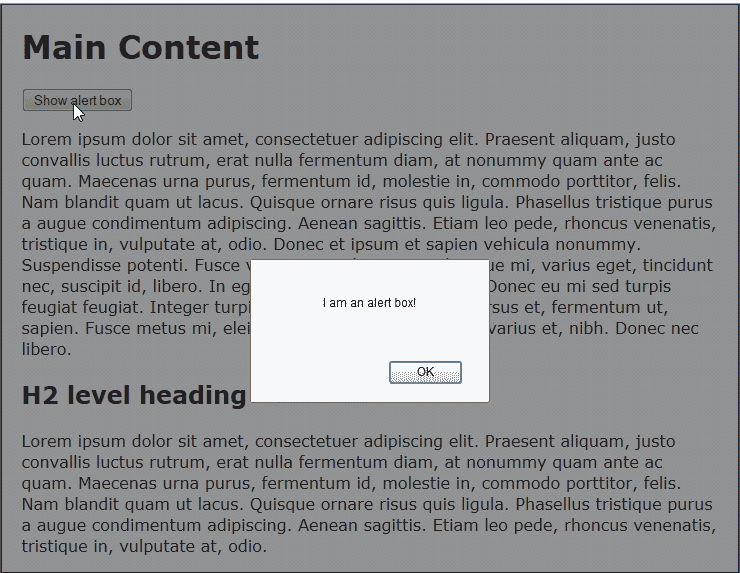 Main Content
Show alert box
Lorem ipsum dolor sit amet, consectetuer adipiscing elit. Praesent aliquam, justo
convallis luctus rutrum, erat nulla fermentum diam, at nonummy quam ante ac
quam. Maecenas urna purus, fermentum id, molestie in, commodo porttitor, felis.
Nam blandit quam ut lacus. Quisque ornare risus quis ligula. Phasellus tristique purus
a augue condimentum adipiscing. Aenean sagittis. Etiam leo pede, rhoncus venenatis,
tristique in, vulputate at, odio. Donec et ipsum et sapien vehicula nonummy.
Suspendisse potenti. Fusce mi, varius eget, tincidunt
nec, suscipit id, libero. In Donec eu mi sed turpis
feugiat feugiat. Integer et, fermentum ut,
sapien. Fusce metus mi, varius et, nibh. Donec nec
libero.
I am an alert box!
OK
H2 level heading
Lorem ipsum dolor sit amet, consectetuer adipiscing elit. Praesent aliquam, justo
convallis luctus rutrum, erat nulla fermentum diam, at nonummy quam ante ac
quam. Maecenas urna purus, fermentum id, molestie in, commodo porttitor, felis.
Nam blandit quam ut lacus. Quisque ornare risus quis ligula. Phasellus tristique purus
a augue condimentum adipiscing. Aenean sagittis. Etiam leo pede, rhoncus venenatis,
tristique in, vulputate at, odio.